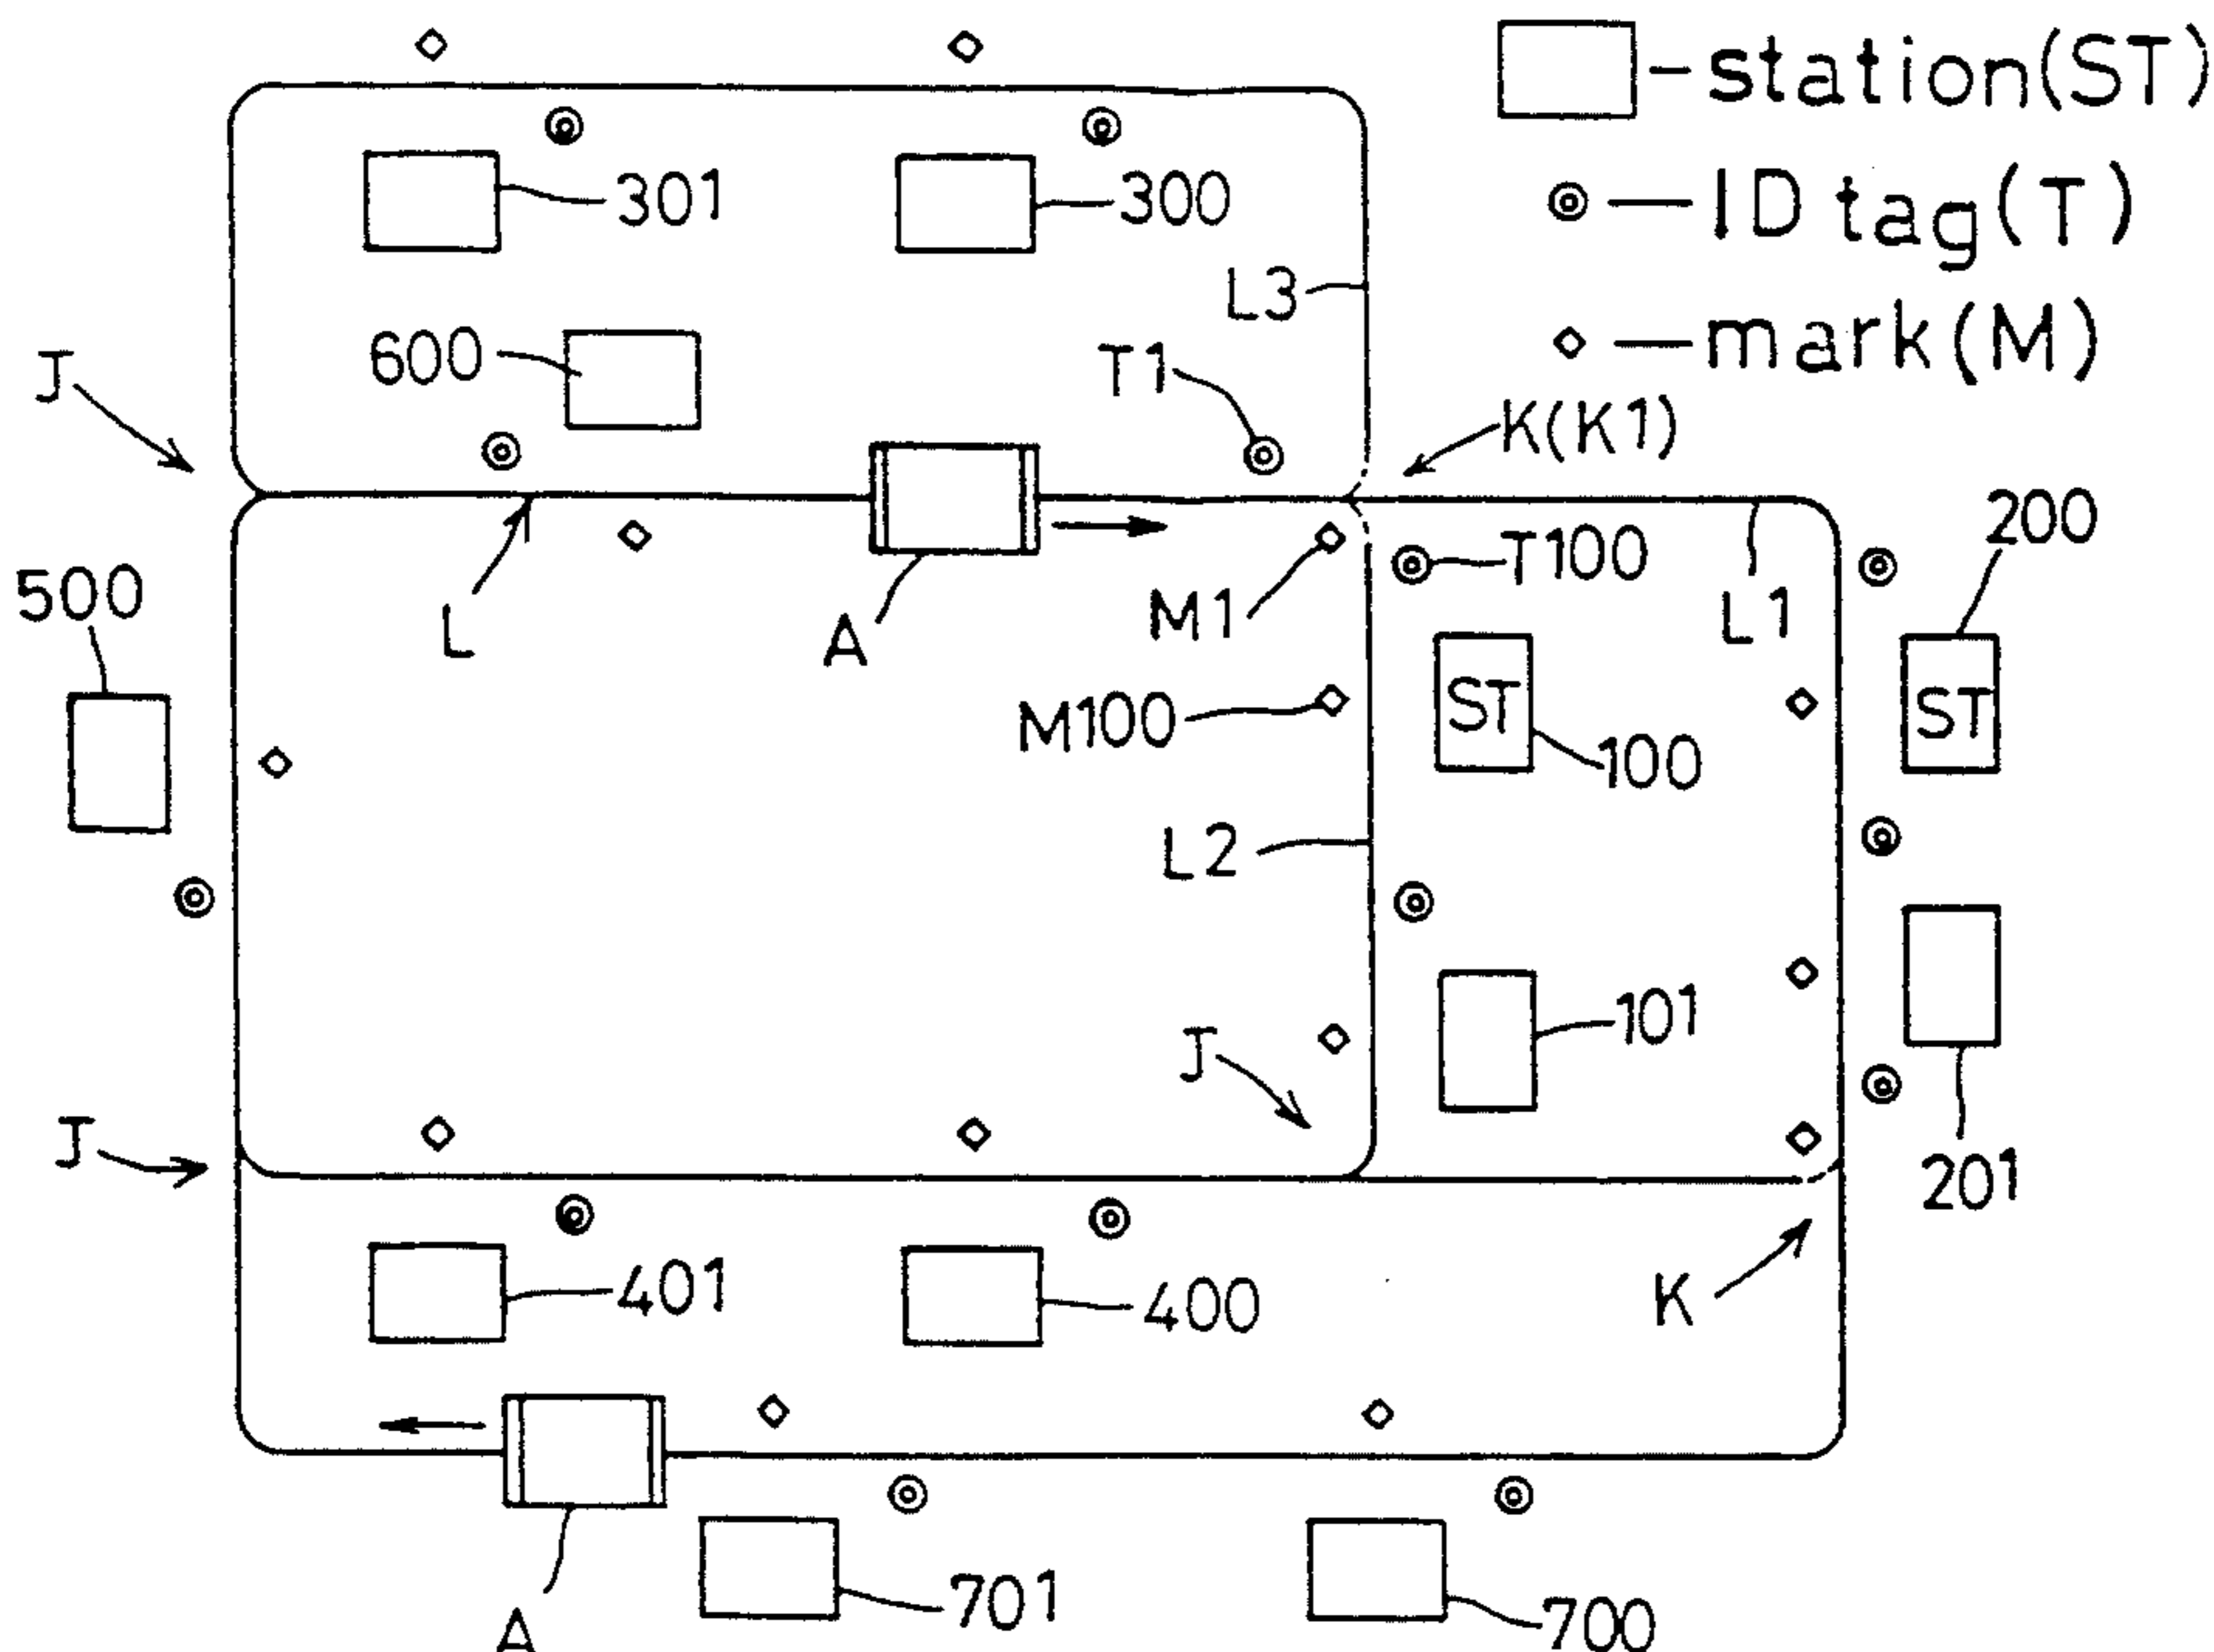 station(ST)
ID tag(T)
mark(M)
301
300
L3
600
T1
J
K(K1)
200
T100
500
L
A
M1
L1
ST
ST
M100
100
L2
101
J
J
201
401
400
K
701
700
A